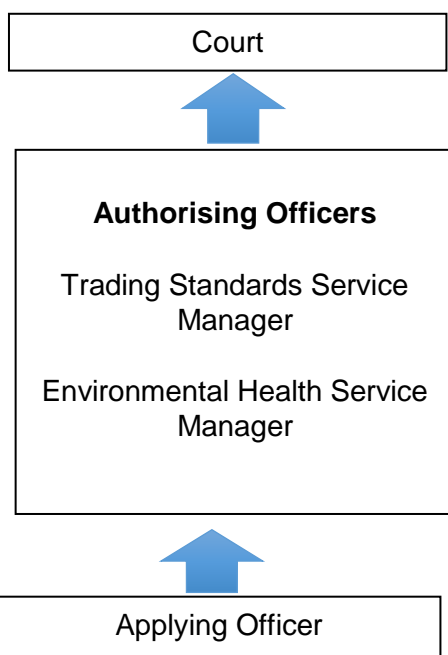 Court
Authorising Officers
Trading Standards Service
Manager
Environmental Health Service
Manager
Applying Officer